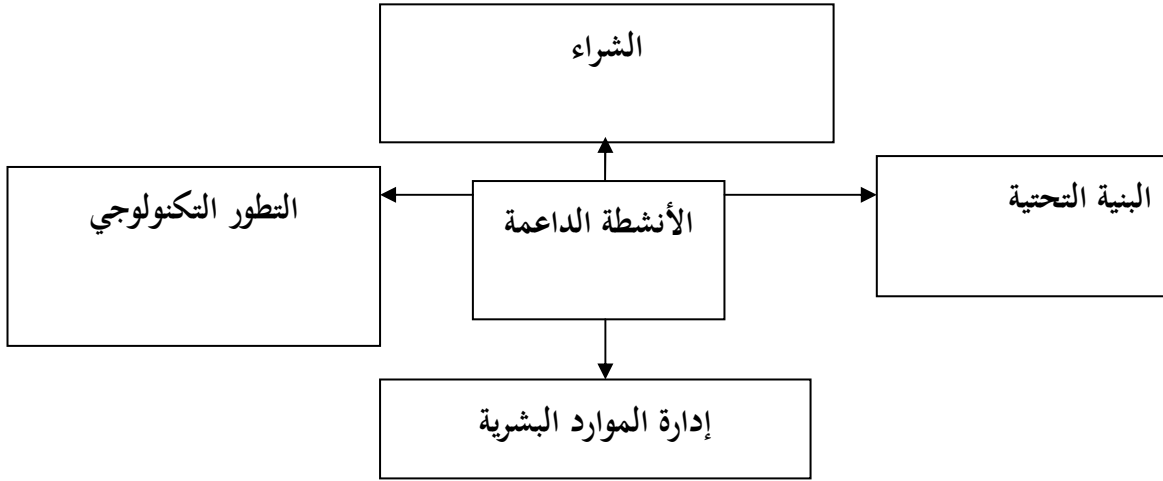 الشراء
البنية التحتية
الأنشطة الداعمة
التطور التكنولوجي
إدارة الموارد البشرية